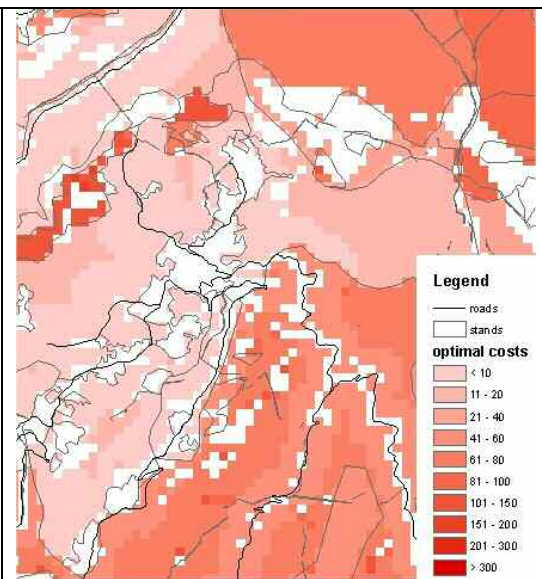 Legend
roads
stands
optimal costs
< 10
11 - 20
21 - 40
41 - 60
61 - 80
81 - 100
101 - 150
151 - 200
201 - 300
> 300